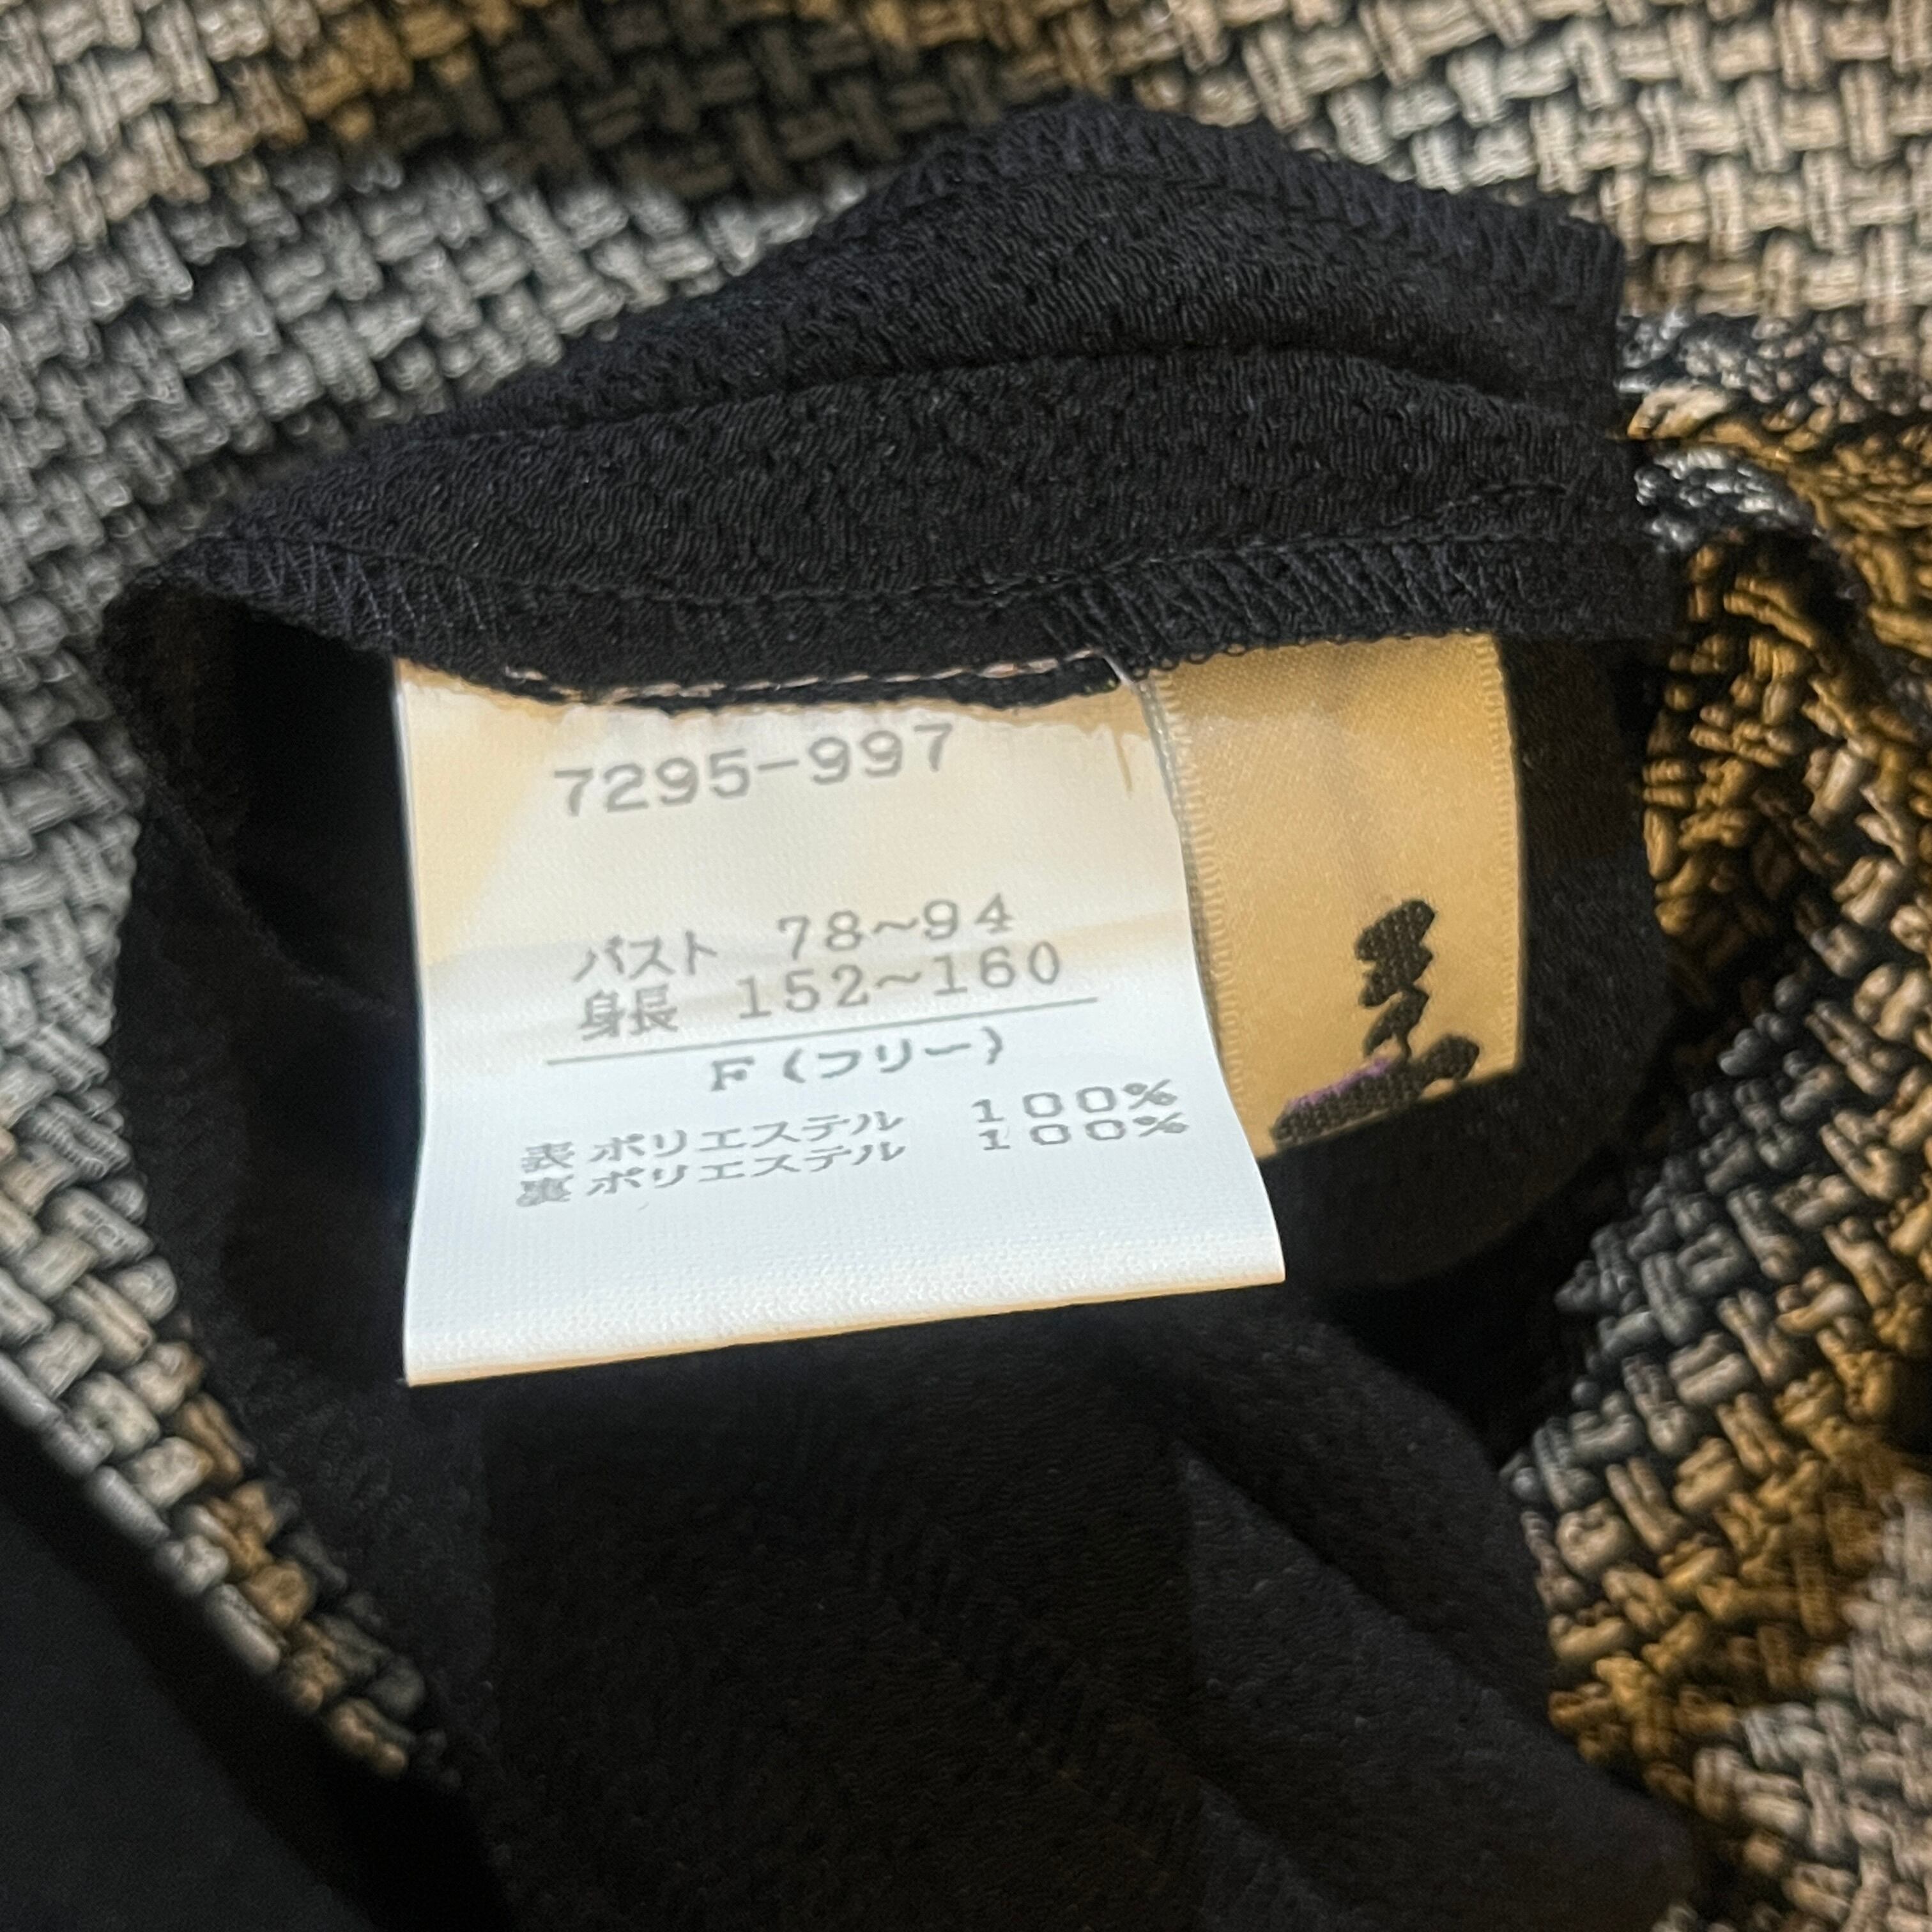 7295-997
バスト 78~94
身長 152~160
F (フリー)
表 ポリエステル 100%
裏 ポリエステル 100%